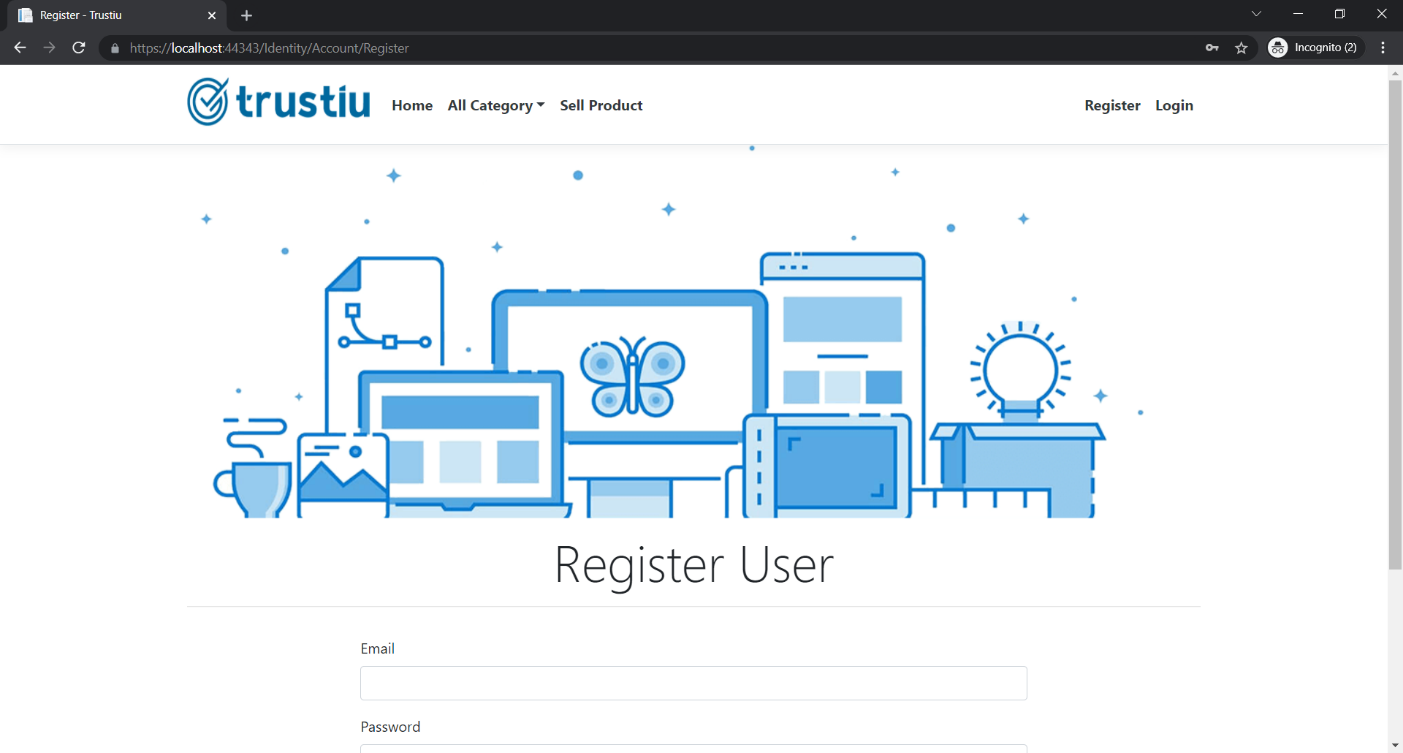 Register - Trustiu
https://localhost:44343/Identity/Account/Register
Incognito (2)
trustiu
Home
All Category
Sell Product
Register
Login
Register User
Email
Password